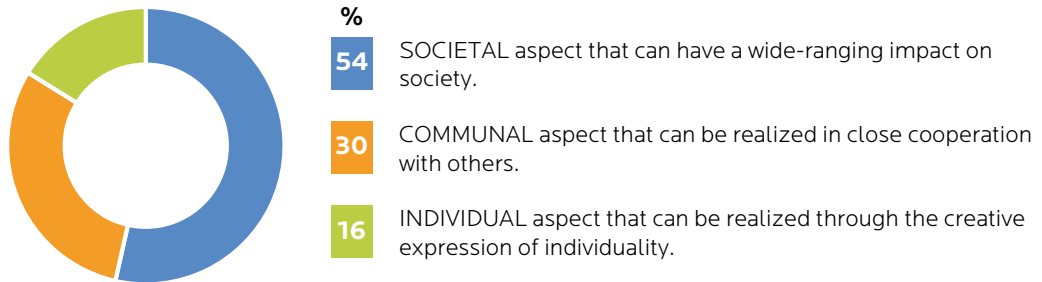 %
54 SOCIETAL aspect that can have a wide-ranging impact on
society.
30 COMMUNAL aspect that can be realized in close cooperation
with others.
16 INDIVIDUAL aspect that can be realized through the creative
expression of individuality.